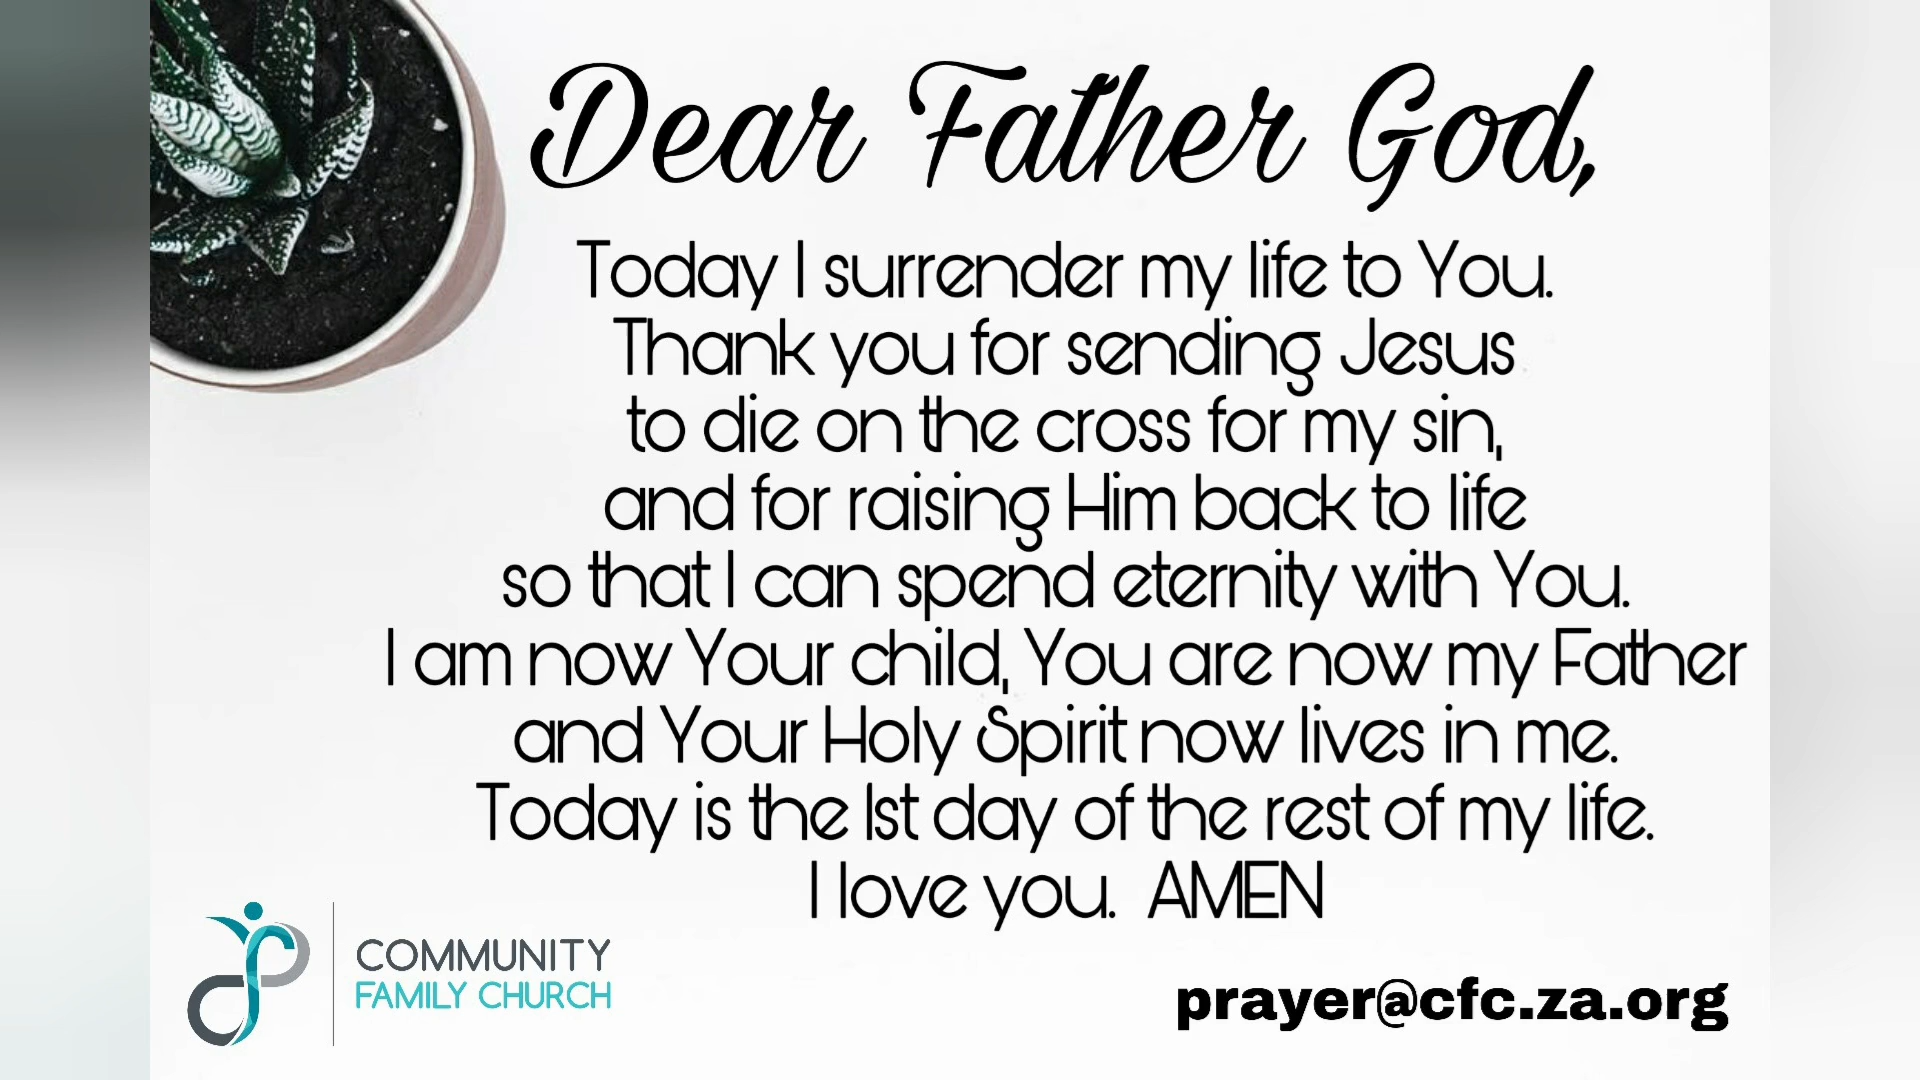 Dear Father God,
Today I surrender my life to You.
Thank you for sending Jesus
to die on the cross for my sin,
and for raising Him back to life
so that I can spend eternity with You.
I am now Your child, You are now my Father
and Your Holy Spirit now lives in me.
Today is the 1st day of the rest of my life.
I love you. AMEN
COMMUNITY
FAMILY CHURCH
prayer@cfc.za.org